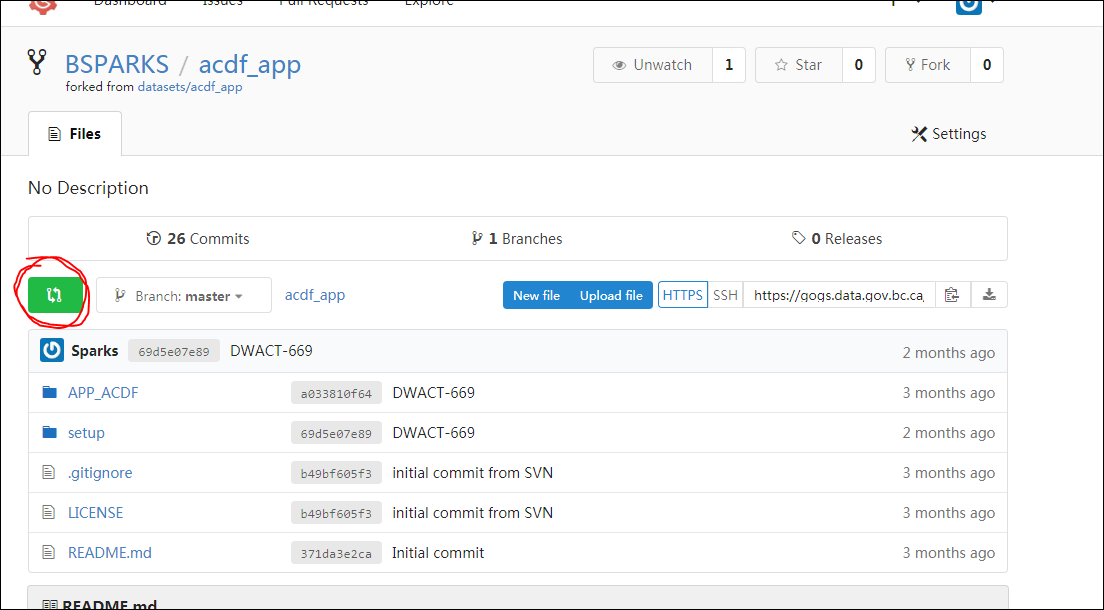 Dashboard Issues Pull Requests Explore
BSPARKS / acdf_app
forked from datasets/acdf_app
Unwatch 1 Star 0 Fork 0
Files
Settings
No Description
26 Commits 1 Branches 0 Releases
Branch: master acdf_app New file Upload file HTTPS SSH https://gogs.data.gov.bc.ca,
Sparks 69d5e07e89 DWACT-669 2 months ago
APP_ACDF a033810f64 DWACT-669 3 months ago
setup 69d5e07e89 DWACT-669 2 months ago
.gitignore b49bf605f3 initial commit from SVN 3 months ago
LICENSE b49bf605f3 initial commit from SVN 3 months ago
README.md 371da3e2ca Initial commit 3 months ago
README.md